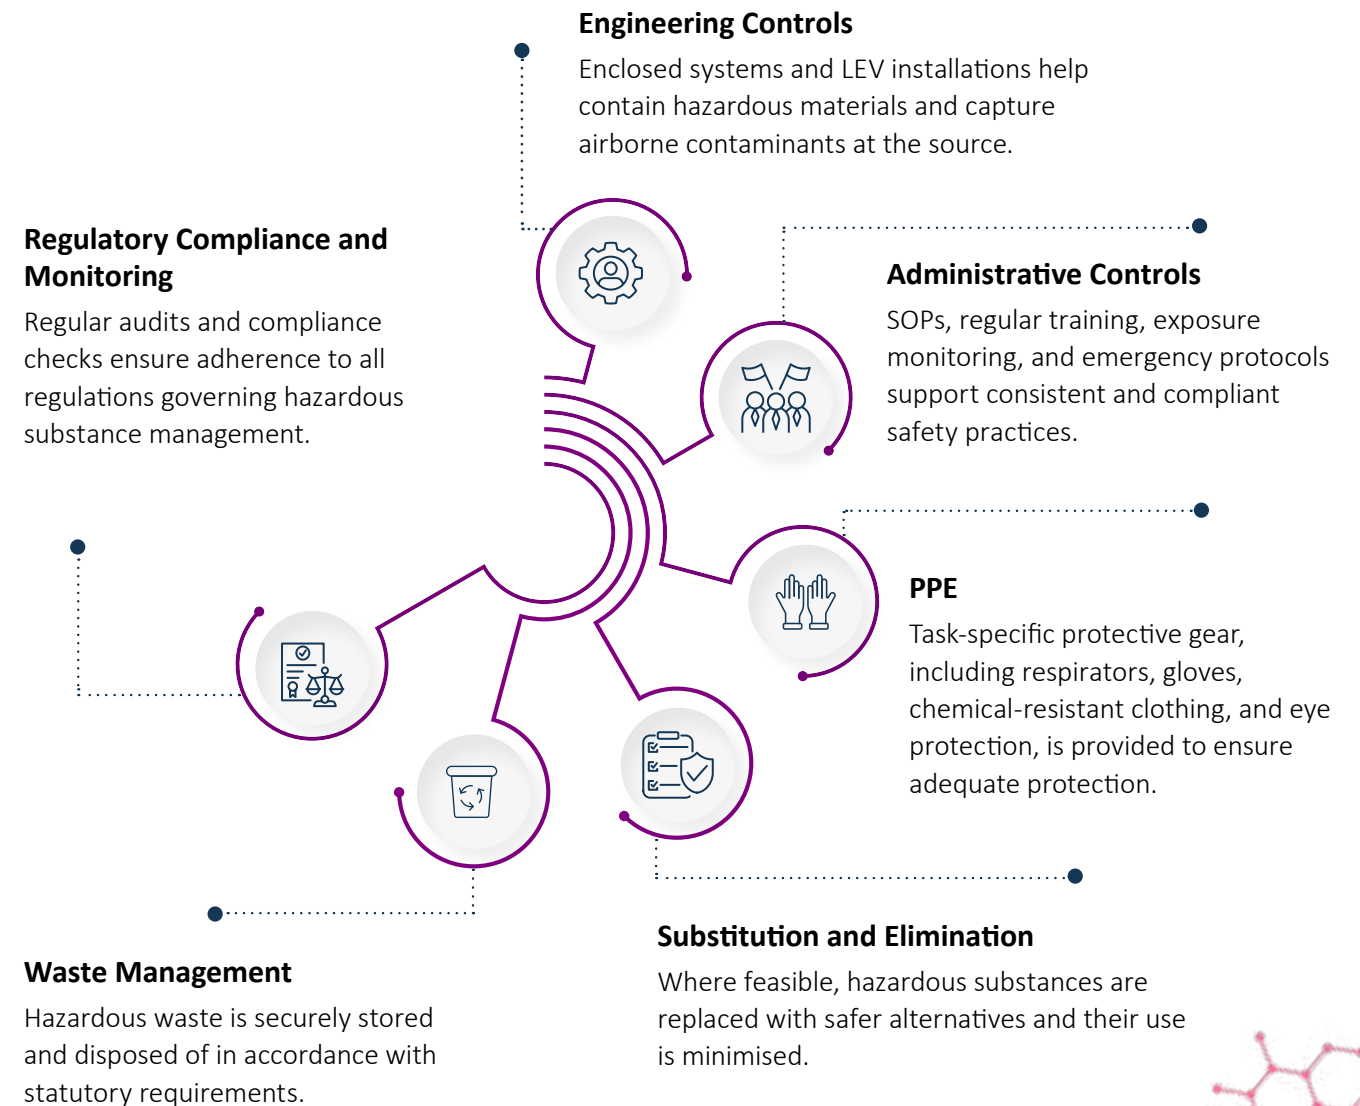 Engineering Controls
Enclosed systems and LEV installations help
contain hazardous materials and capture
airborne contaminants at the source.
Administrative Controls
SOPs, regular training, exposure
monitoring, and emergency protocols
support consistent and compliant
safety practices.
PPE
Task-specific protective gear,
including respirators, gloves,
chemical-resistant clothing, and eye
protection, is provided to ensure
adequate protection.
Substitution and Elimination
Where feasible, hazardous substances are
replaced with safer alternatives and their use
is minimised.
Waste Management
Hazardous waste is securely stored
and disposed of in accordance with
statutory requirements.
Regulatory Compliance and
Monitoring
Regular audits and compliance
checks ensure adherence to all
regulations governing hazardous
substance management.